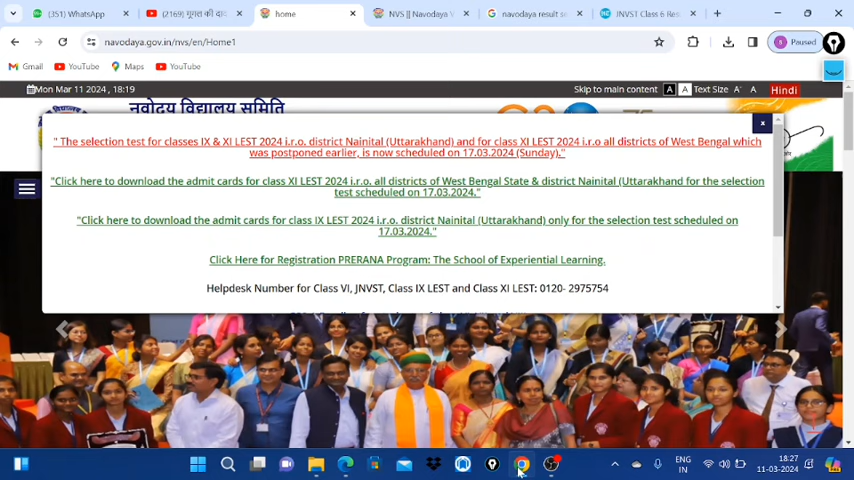 (351) WhatsApp
(2169) मूंगरा की दा
home
NVS || Navodaya V
navodaya result se
JNVST Class 6 Res
navodaya.gov.in/nvs/en/Home1
Paused
Gmail YouTube Maps YouTube
Mon Mar 11 2024 , 18:19
Skip to main content A A Text Size A+ A Hindi
नवोदय विद्यालय समिति
" The selection test for classes IX & XI LEST 2024 i.r.o. district Nainital (Uttarakhand) and for class XI LEST 2024 i.r.o all districts of West Bengal which
was postponed earlier, is now scheduled on 17.03.2024 (Sunday)."
"Click here to download the admit cards for class XI LEST 2024 i.r.o. all districts of West Bengal State & district Nainital (Uttarakhand for the selection
test scheduled on 17.03.2024."
"Click here to download the admit cards for class IX LEST 2024 i.r.o. district Nainital (Uttarakhand) only for the selection test scheduled on
17.03.2024."
Click Here for Registration PRERANA Program: The School of Experiential Learning.
Helpdesk Number for Class VI, JNVST, Class IX LEST and Class XI LEST: 0120- 2975754
ENG
IN
18:27
11-03-2024